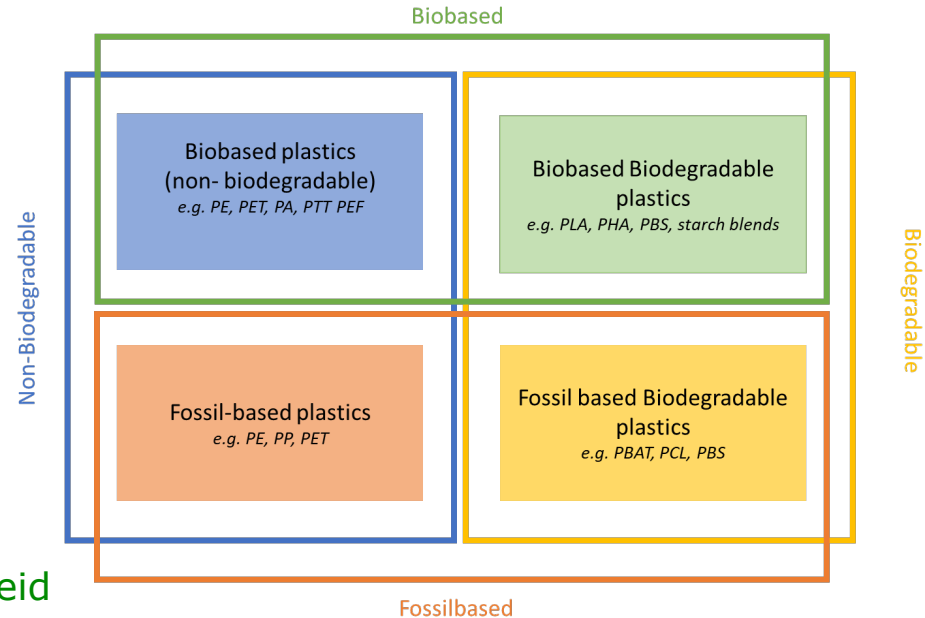 Biobased
Non-Biodegradable
Biobased plastics
(non- biodegradable)
e.g. PE, PET, PA, PTT PEF
Biobased Biodegradable
plastics
e.g. PLA, PHA, PBS, starch blends
Biodegradable
Fossil-based plastics
e.g. PE, PP, PET
Fossil based Biodegradable
plastics
e.g. PBAT, PCL, PBS
eid
Fossilbased